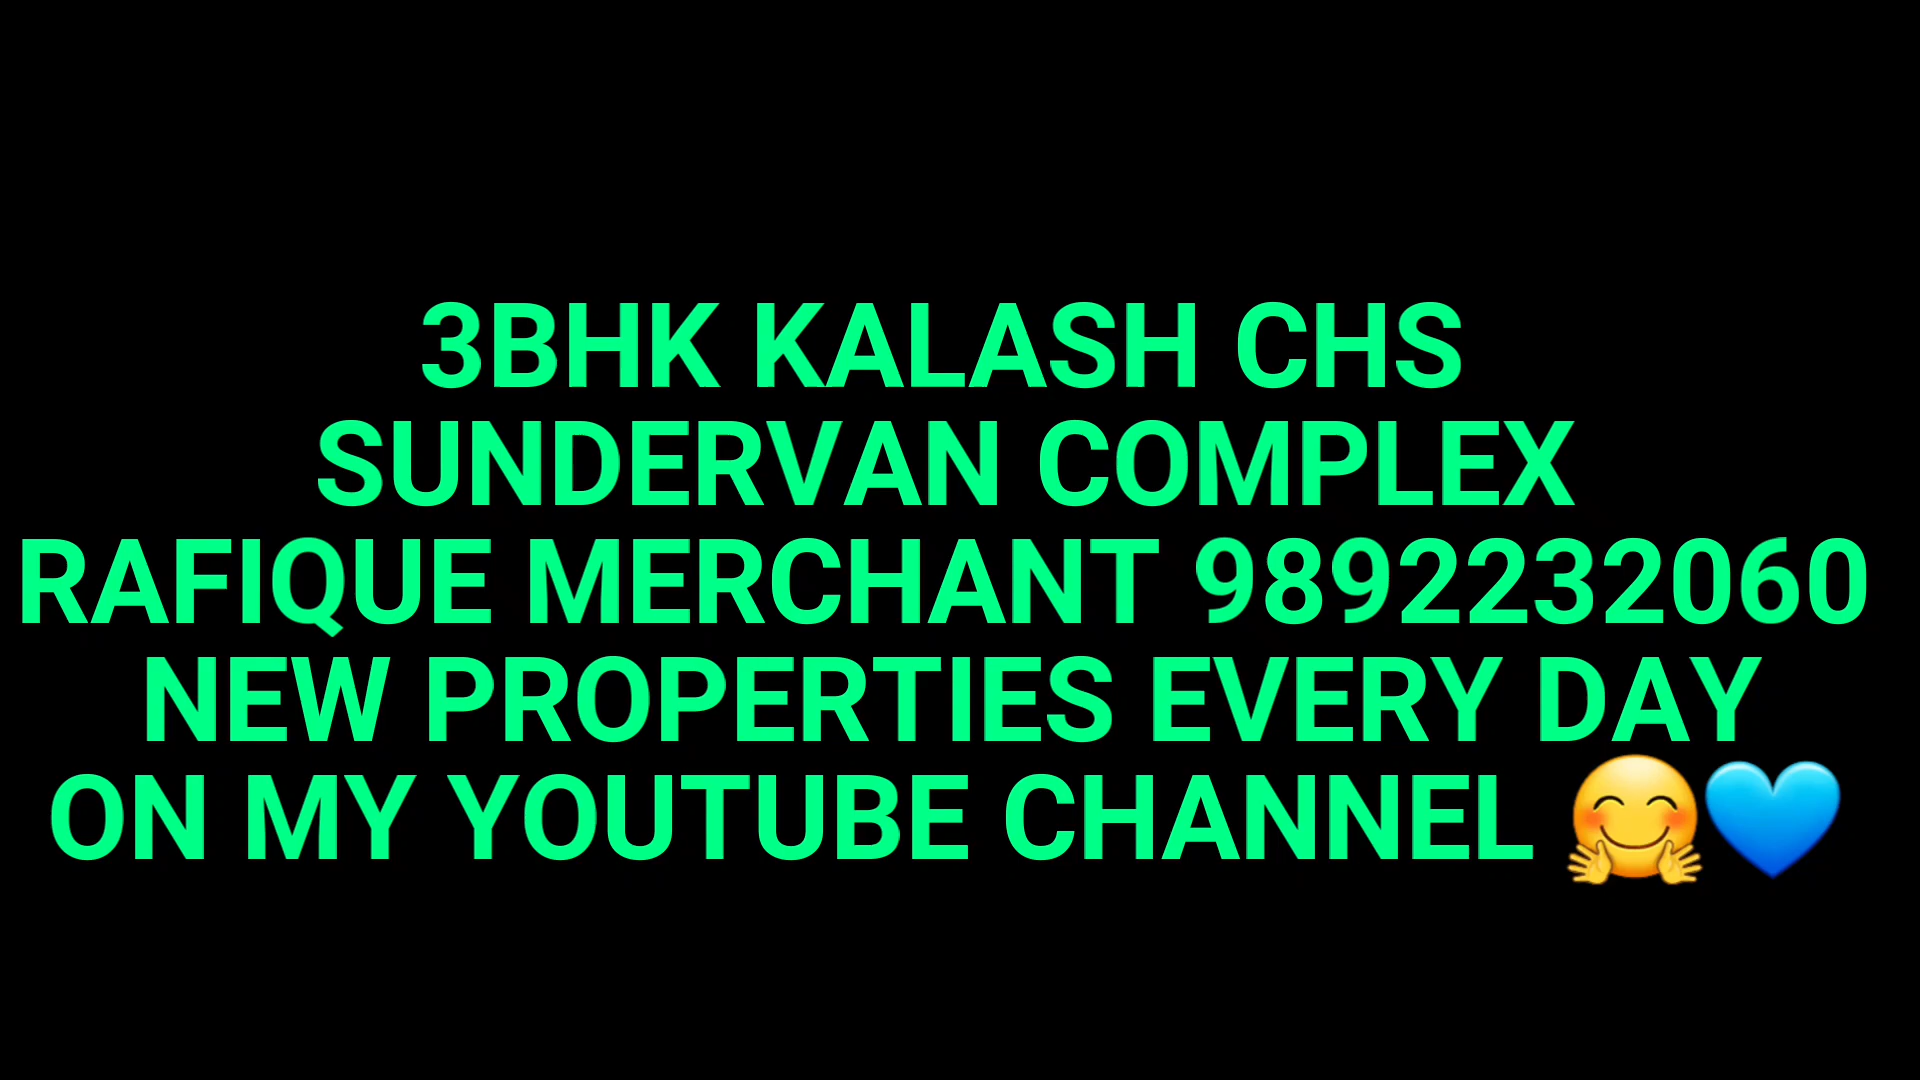 3BHK KALASH CHS
SUNDERVAN COMPLEX
RAFIQUE MERCHANT 9892232060
NEW PROPERTIES EVERY DAY
ON MY YOUTUBE CHANNEL 🤗💙